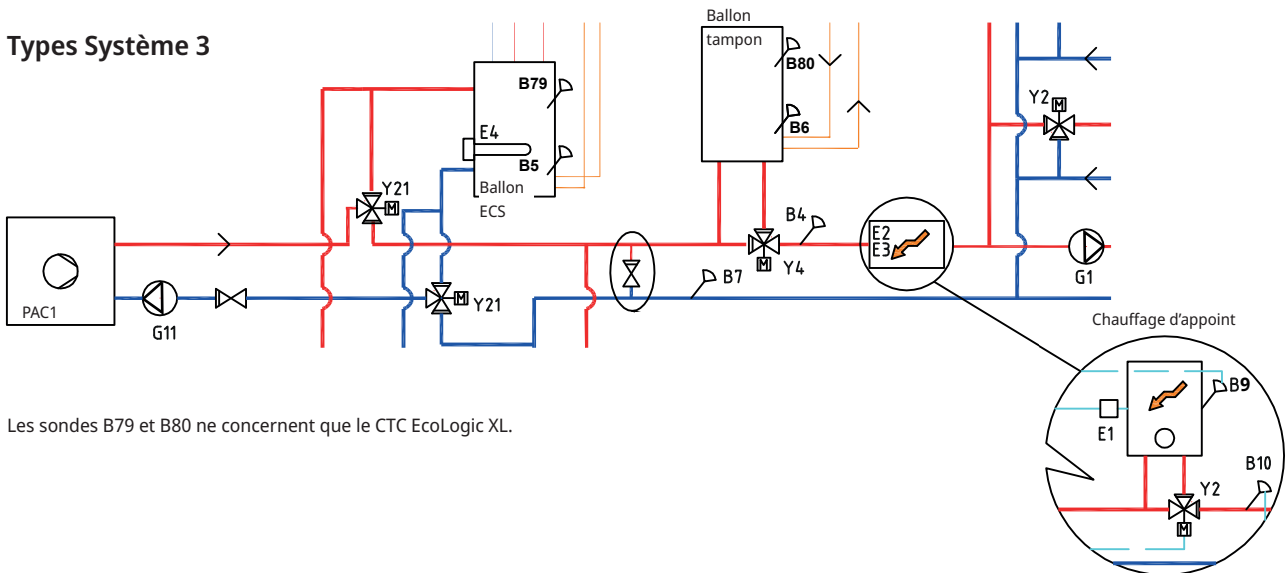 Types Système 3
Ballon
tampon
B79
B80
Y2
E4
B6
B5
Ballon
ECS
Y21
M
B4
E2
E3
Y4
M
G1
B7
PAC1
G11
M
Y21
M
Chauffage d'appoint
B9
E1
B10
Y2
M
Les sondes B79 et B80 ne concernent que le CTC EcoLogic XL.